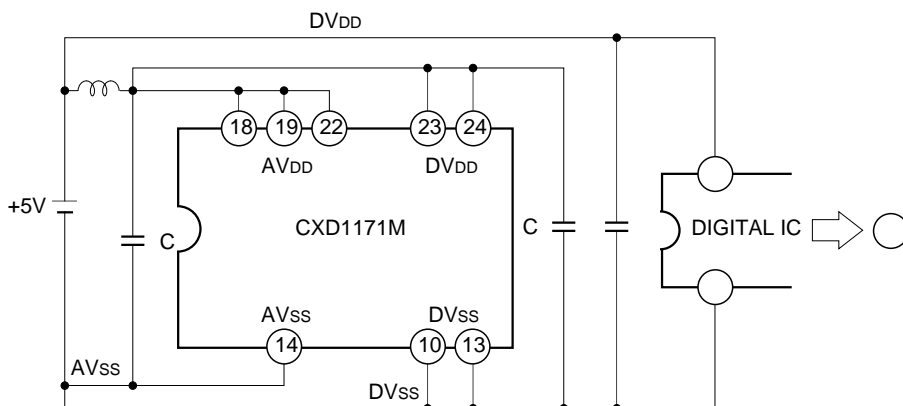 DVDD
18 19 22 23 24
AVDD DVDD
+5V C CXD1171M C DIGITAL IC
AVSS DVSS
14 10 13
AVSS DVSS